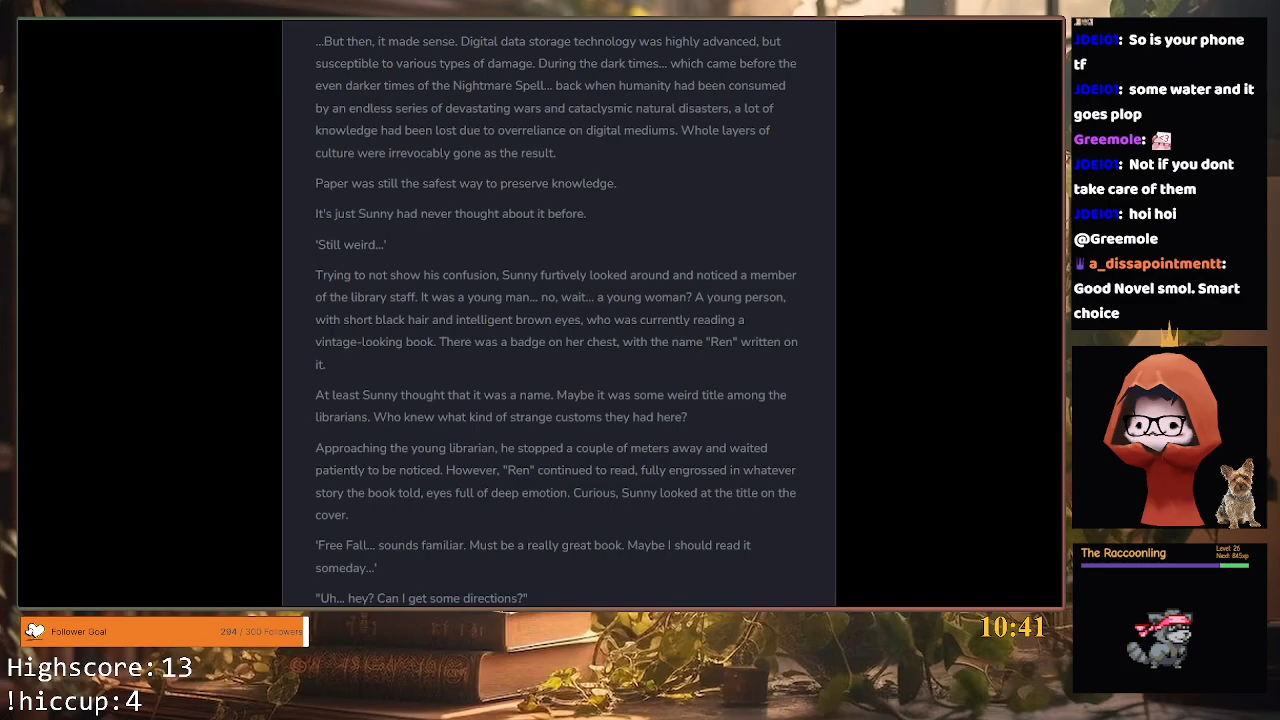 ...But then, it made sense. Digital data storage technology was highly advanced, but
susceptible to various types of damage. During the dark times... which came before the
even darker times of the Nightmare Spell... back when humanity had been consumed
by an endless series of devastating wars and cataclysmic natural disasters, a lot of
knowledge had been lost due to overreliance on digital mediums. Whole layers of
culture were irrevocably gone as the result.
Paper was still the safest way to preserve knowledge.
It's just Sunny had never thought about it before.
'Still weird...'
Trying to not show his confusion, Sunny furtively looked around and noticed a member
of the library staff. It was a young man... no, wait... a young woman? A young person,
with short black hair and intelligent brown eyes, who was currently reading a
vintage-looking book. There was a badge on her chest, with the name "Ren" written on
it.
At least Sunny thought that it was a name. Maybe it was some weird title among the
librarians. Who knew what kind of strange customs they had here?
Approaching the young librarian, he stopped a couple of meters away and waited
patiently to be noticed. However, "Ren" continued to read, fully engrossed in whatever
story the book told, eyes full of deep emotion. Curious, Sunny looked at the title on the
cover.
'Free Fall... sounds familiar. Must be a really great book. Maybe I should read it
someday...'
"Uh... hey? Can I get some directions?"
JDEI01: So is your phone
tf
JDEI01: some water and it
goes plop
Greemole:
JDEI01: Not if you dont
take care of them
JDEI01: hoi hoi
@Greemole
a_dissapointmentt:
Good Novel smol. Smart
choice
The Raccoonling
Level: 26
Next: 845xp
Follower Goal
294 / 300 Followers
10:41
Highscore:13
!hiccup:4